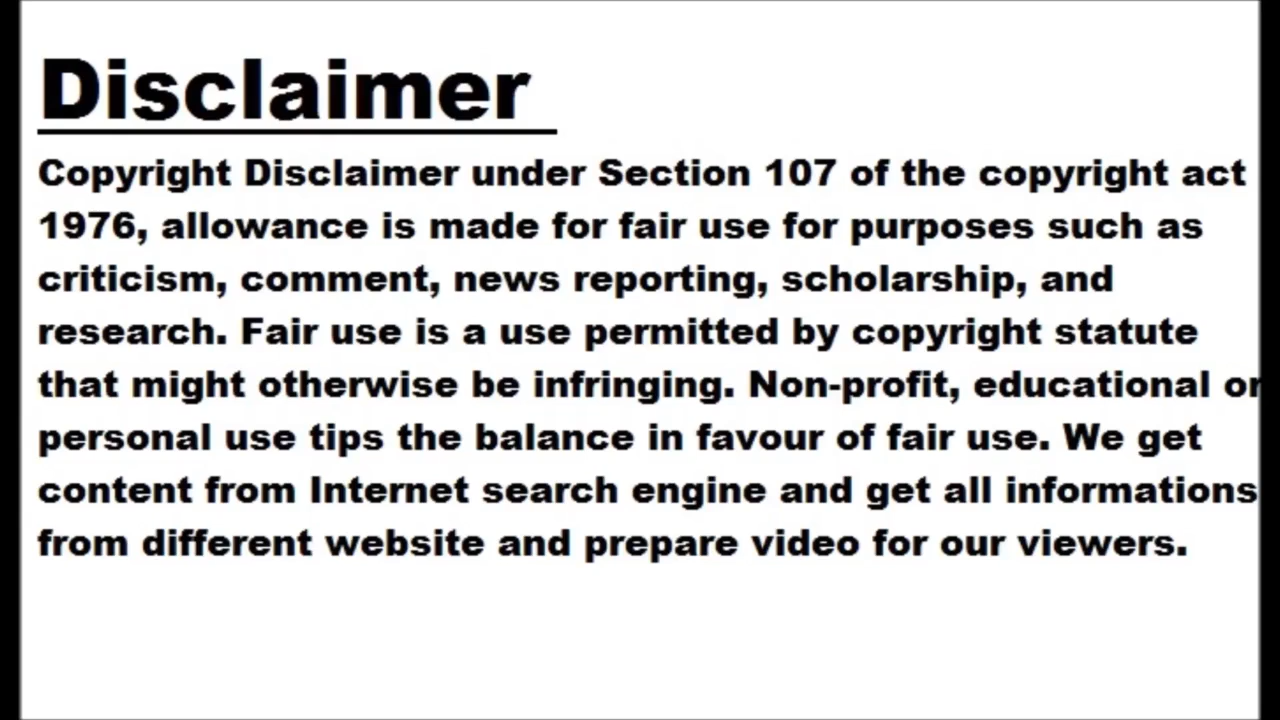 Disclaimer
Copyright Disclaimer under Section 107 of the copyright act
1976, allowance is made for fair use for purposes such as
criticism, comment, news reporting, scholarship, and
research. Fair use is a use permitted by copyright statute
that might otherwise be infringing. Non-profit, educational or
personal use tips the balance in favour of fair use. We get
content from Internet search engine and get all informations
from different website and prepare video for our viewers.